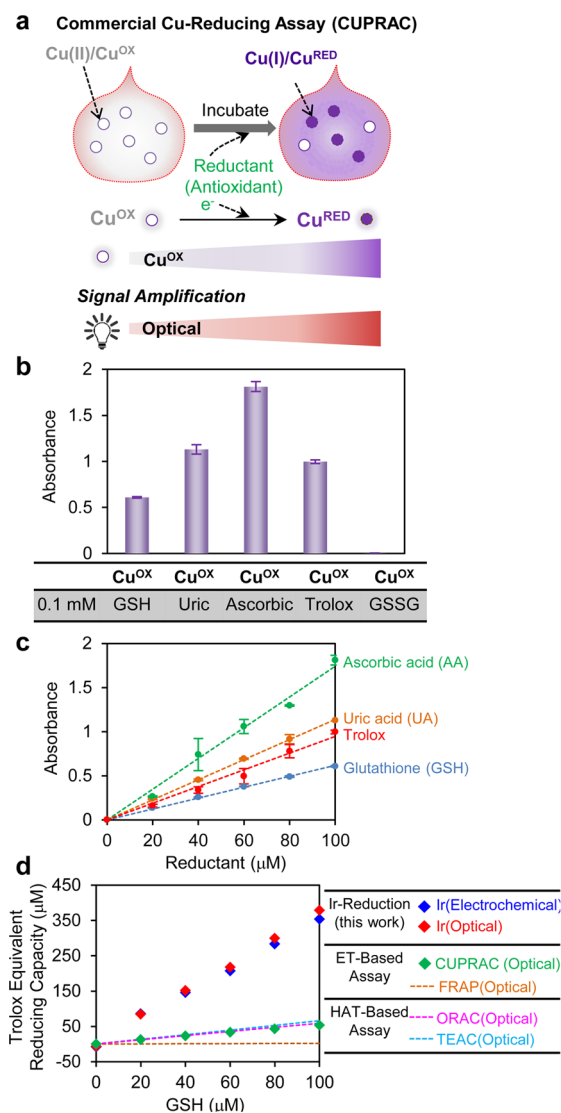 a
Commercial Cu-Reducing Assay (CUPRAC)
Cu(II)/Cu^OX
Cu(I)/Cu^RED
Incubate
Reductant
(Antioxidant)
e-
Cu^OX
Cu^RED
Cu^OX
Signal Amplification
Optical
b
2
1.5
1
0.5
0
Absorbance
Cu^OX Cu^OX Cu^OX Cu^OX Cu^OX
0.1 mM GSH Uric Ascorbic Trolox GSSG
c
2
1.5
1
0.5
0
Absorbance
Ascorbic acid (AA)
Uric acid (UA)
Trolox
Glutathione (GSH)
0 20 40 60 80 100
Reductant (μM)
d
450
350
250
150
50
-50
Trolox Equivalent
Reducing Capacity (μM)
0 20 40 60 80 100
GSH (μM)
Ir-Reduction
(this work)
Ir(Electrochemical)
Ir(Optical)
ET-Based
Assay
CUPRAC (Optical)
FRAP(Optical)
HAT-Based
Assay
ORAC(Optical)
TEAC(Optical)